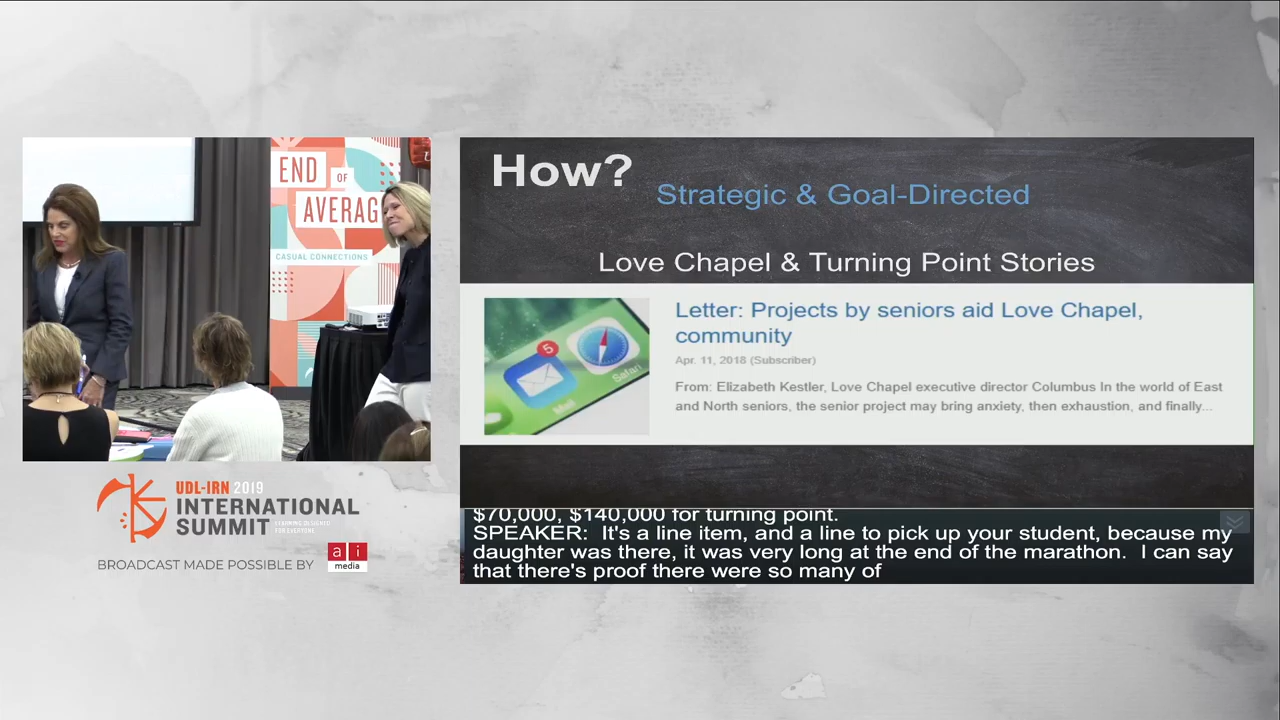 END
OF
AVERAG
CASUAL CONNECTIONS
UDL-IRN 2019
INTERNATIONAL
SUMMIT
LEARNING DESIGNED
FOR EVERYONE
BROADCAST MADE POSSIBLE BY
ai
media
How?
Strategic & Goal-Directed
Love Chapel & Turning Point Stories
5
Mail
Safari
Letter: Projects by seniors aid Love Chapel,
community
Apr. 11, 2018 (Subscriber)
From: Elizabeth Kestler, Love Chapel executive director Columbus In the world of East
and North seniors, the senior project may bring anxiety, then exhaustion, and finally...
$70,000, $140,000 for turning point.
SPEAKER: It's a line item, and a line to pick up your student, because my
daughter was there, it was very long at the end of the marathon. I can say
that there's proof there were so many of